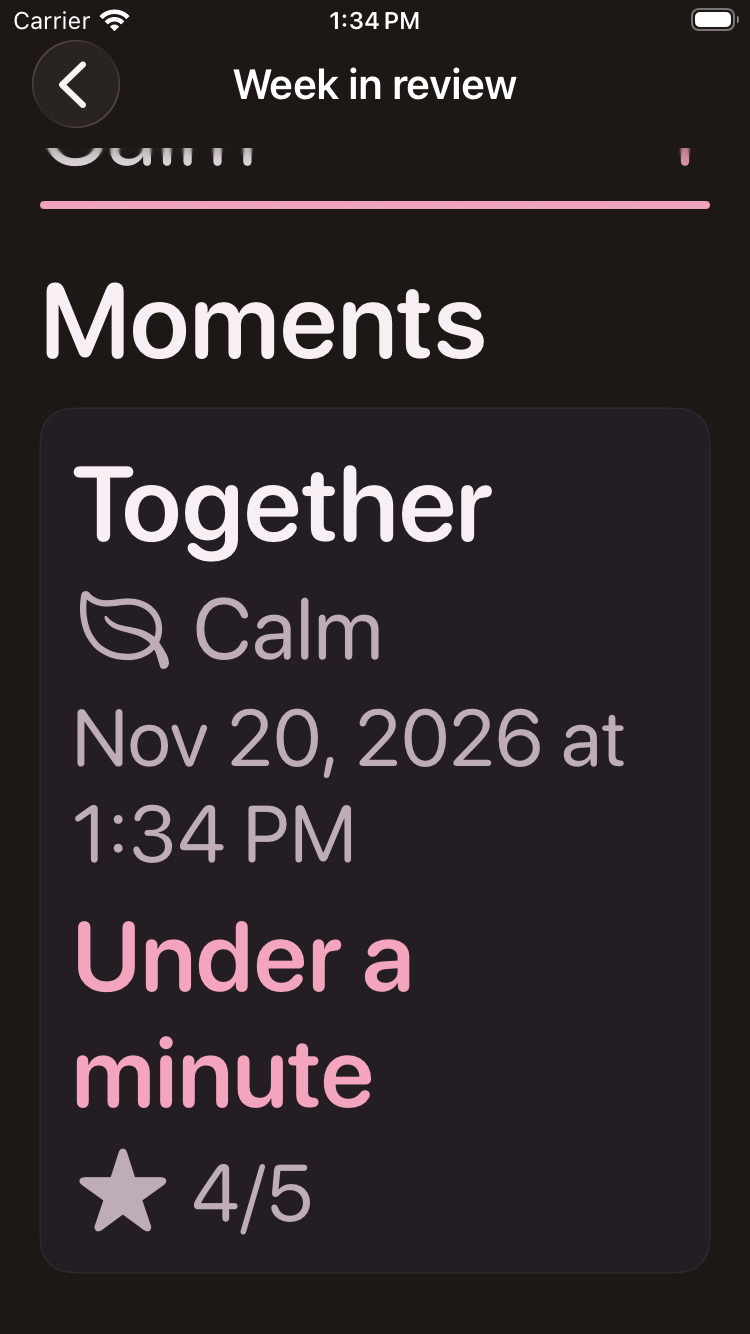 Carrier 1:34 PM
Week in review
Calm
Moments
Together
Calm
Nov 20, 2026 at
1:34 PM
Under a
minute
4/5